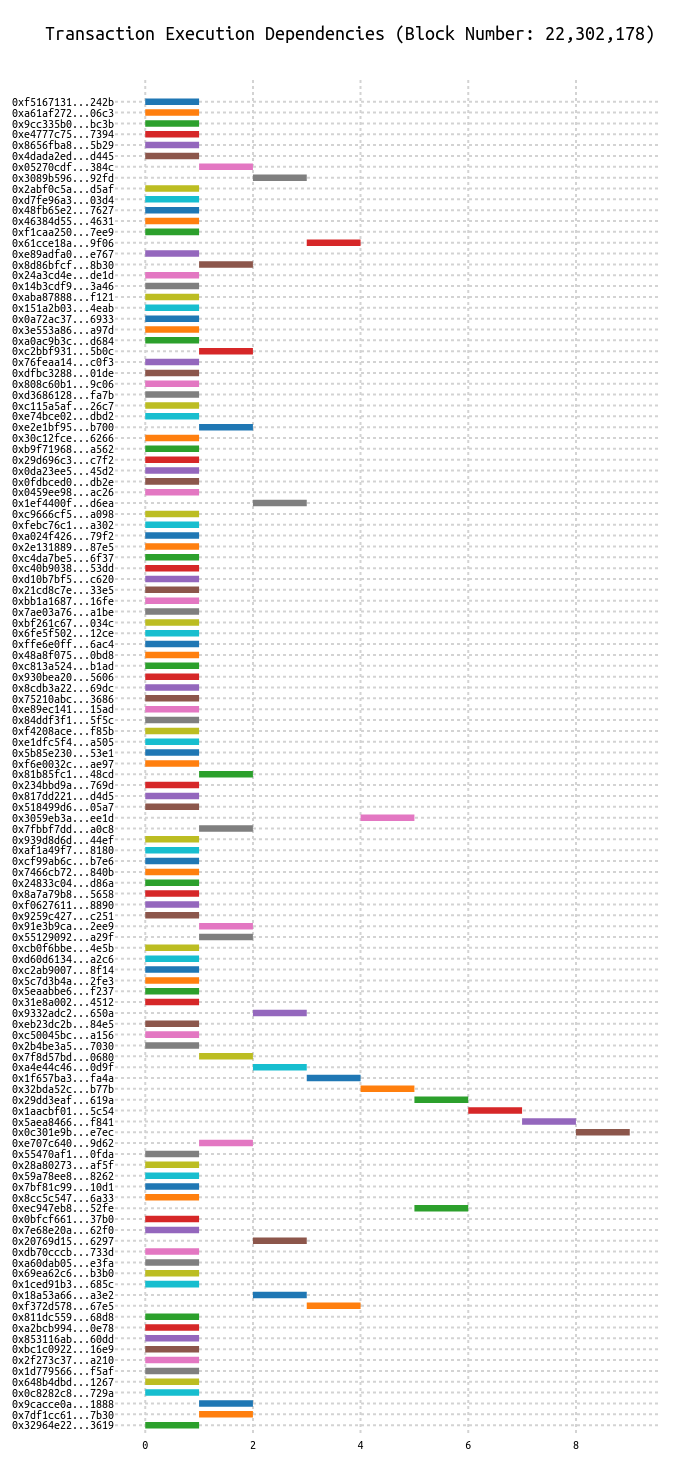 Transaction Execution Dependencies (Block Number: 22,302,178)
0xf5167131...242b
0xa61af272...06c3
0x9cc335b0...bc3b
0xe4777c75...7394
0x8656fba8...5b29
0x4dada2ed...d445
0x05270cdf...384c
0x3089b596...92fd
0x2abf0c5a...d5af
0xd7fe96a3...03d4
0x48fb65e2...7627
0x46384d55...4631
0xf1caa250...7ee9
0x61cce18a...9f06
0xe89adfa0...e767
0x8d86bfcf...8b30
0x24a3cd4e...de1d
0x14b3cdf9...3a46
0xaba87888...f121
0x151a2b03...4eab
0x0a72ac37...6933
0x3e553a86...a97d
0xa0ac9b3c...d684
0xc2bbf931...5b0c
0x76feaa14...c0f3
0xdfbc3288...01de
0x808c60b1...9c06
0xd3686128...fa7b
0xc115a5af...26c7
0xe74bce02...dbd2
0xe2e1bf95...b700
0x30c12fce...6266
0xb9f71968...a562
0x29d696c3...c7f2
0x0da23ee5...45d2
0x0fdbced0...db2e
0x0459ee98...ac26
0x1ef4400f...d6ea
0xc9666cf5...a098
0xfebc76c1...a302
0xa024f426...79f2
0x2e131889...87e5
0xc4da7be5...6f37
0xc40b9038...53dd
0xd10b7bf5...c620
0x21cd8c7e...33e5
0xbb1a1687...16fe
0x7ae03a76...a1be
0xbf261c67...034c
0x6fe5f502...12ce
0xffe6e0ff...6ac4
0x48a8f075...0bd8
0xc813a524...b1ad
0x930bea20...5606
0x8cdb3a22...69dc
0x75210abc...3686
0xe89ec141...15ad
0x84ddf3f1...5f5c
0xf4208ace...f85b
0xe1dfc5f4...a505
0x5b85e230...53e1
0xf6e0032c...ae97
0x81b85fc1...48cd
0x234bbd9a...769d
0x817dd221...d4d5
0x518499d6...05a7
0x3059eb3a...ee1d
0x7fbbf7dd...a0c8
0x939d8d6d...44ef
0xaf1a49f7...8180
0xcf99ab6c...b7e6
0x7466cb72...840b
0x24833c04...d86a
0x8a7a79b8...5658
0xf0627611...8890
0x9259c427...c251
0x91e3b9ca...2ee9
0x55129092...a29f
0xcb0f6bbe...4e5b
0xd60d6134...a2c6
0xc2ab9007...8f14
0x5c7d3b4a...2fe3
0x5eaabbe6...f237
0x31e8a002...4512
0x9332adc2...650a
0xeb23dc2b...84e5
0xc50045bc...a156
0x2b4be3a5...7030
0x7f8d57bd...0680
0xa4e44c46...0d9f
0x1f657ba3...fa4a
0x32bda52c...b77b
0x29dd3eaf...619a
0x1aacbf01...5c54
0x5aea8466...f841
0x0c301e9b...e7ec
0xe707c640...9d62
0x55470af1...0fda
0x28a80273...af5f
0x59a78ee8...8262
0x7bf81c99...10d1
0x8cc5c547...6a33
0xec947eb8...52fe
0x0bfcf661...37b0
0x7e68e20a...62f0
0x20769d15...6297
0xdb70cccb...733d
0xa60dab05...e3fa
0x69ea62c6...b3b0
0x1ced91b3...685c
0x18a53a66...a3e2
0xf372d578...67e5
0x811dc559...68d8
0xa2bcb994...0e78
0x853116ab...60dd
0xbc1c0922...16e9
0x2f273c37...a210
0x1d779566...f5af
0x648b4dbd...1267
0x0c8282c8...729a
0x9cacce0a...1888
0x7df1cc61...7b30
0x32964e22...3619
0 2 4 6 8